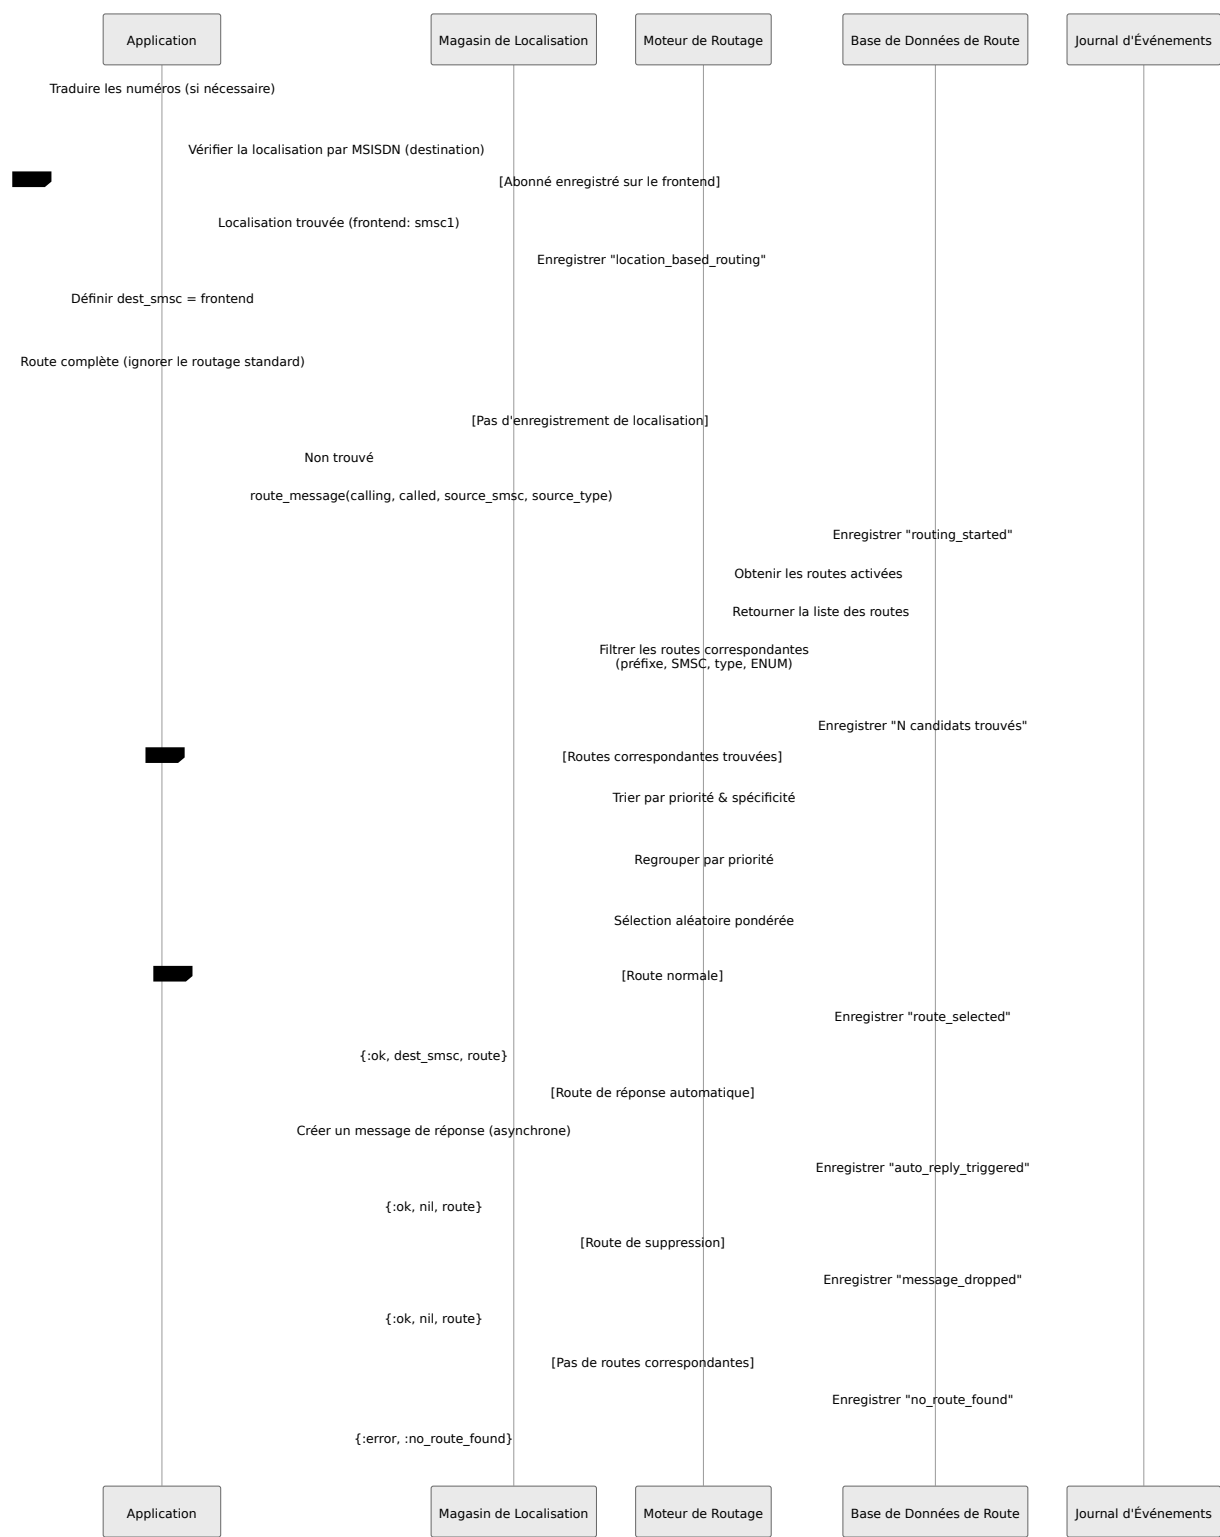 Application
Magasin de Localisation
Moteur de Routage
Base de Données de Route
Journal d'Événements
Traduire les numéros (si nécessaire)
Vérifier la localisation par MSISDN (destination)
[Abonné enregistré sur le frontend]
Localisation trouvée (frontend: smsc1)
Enregistrer "location_based_routing"
Définir dest_smsc = frontend
Route complète (ignorer le routage standard)
[Pas d'enregistrement de localisation]
Non trouvé
route_message(calling, called, source_smsc, source_type)
Enregistrer "routing_started"
Obtenir les routes activées
Retourner la liste des routes
Filtrer les routes correspondantes
(préfixe, SMSC, type, ENUM)
Enregistrer "N candidats trouvés"
[Routes correspondantes trouvées]
Trier par priorité & spécificité
Regrouper par priorité
Sélection aléatoire pondérée
[Route normale]
Enregistrer "route_selected"
{:ok, dest_smsc, route}
[Route de réponse automatique]
Créer un message de réponse (asynchrone)
Enregistrer "auto_reply_triggered"
{:ok, nil, route}
[Route de suppression]
Enregistrer "message_dropped"
{:ok, nil, route}
[Pas de routes correspondantes]
Enregistrer "no_route_found"
{:error, :no_route_found}
Application
Magasin de Localisation
Moteur de Routage
Base de Données de Route
Journal d'Événements